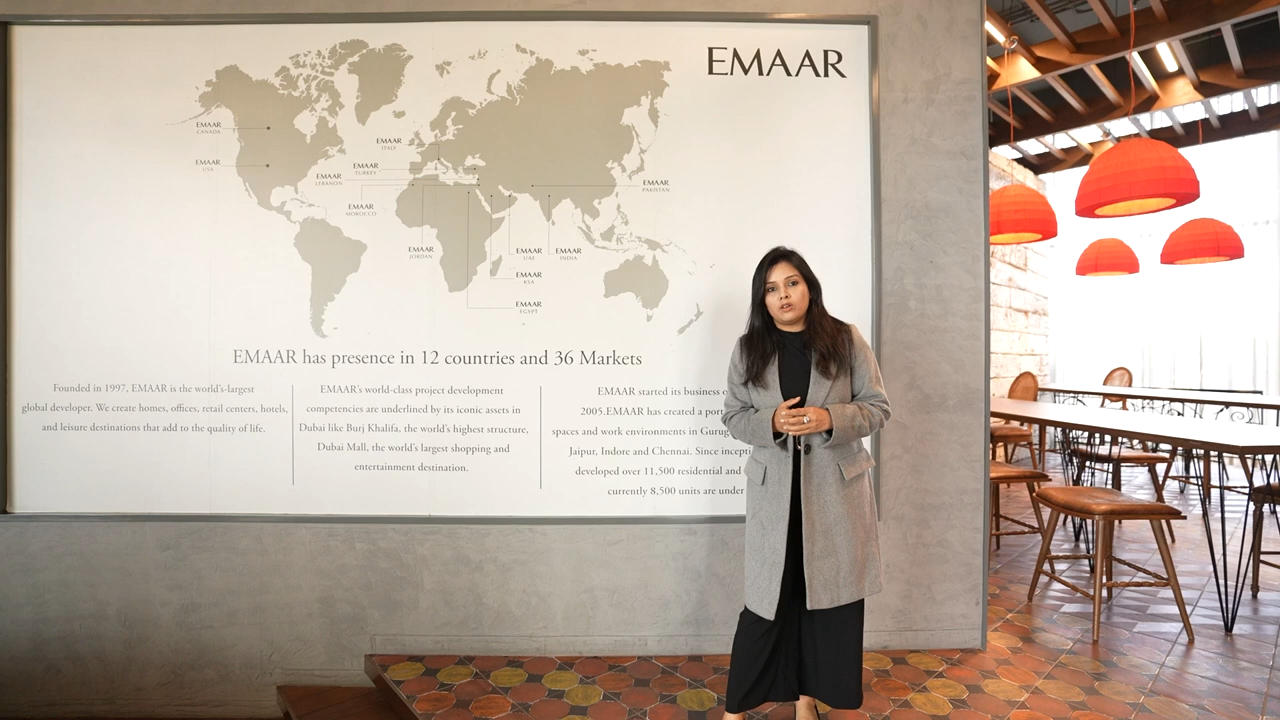 EMAAR
EMAAR
CANADA
EMAAR
ITALY
EMAAR
USA
EMAAR
TURKEY
EMAAR
LEBANON
EMAAR
PAKISTAN
EMAAR
MOROCCO
EMAAR
JORDAN
EMAAR
UAE
EMAAR
INDIA
EMAAR
KSA
EMAAR
EGYPT
EMAAR has presence in 12 countries and 36 Markets
Founded in 1997, EMAAR is the world's-largest
global developer. We create homes, offices, retail centers, hotels,
and leisure destinations that add to the quality of life.
EMAAR's world-class project development
competencies are underlined by its iconic assets in
Dubai like Burj Khalifa, the world's highest structure,
Dubai Mall, the world's largest shopping and
entertainment destination.
EMAAR started its business
2005.EMAAR has created a
spaces and work environments in
Jaipur, Indore and Chennai. Since
developed over 11,500 residential and
currently 8,500 units are under